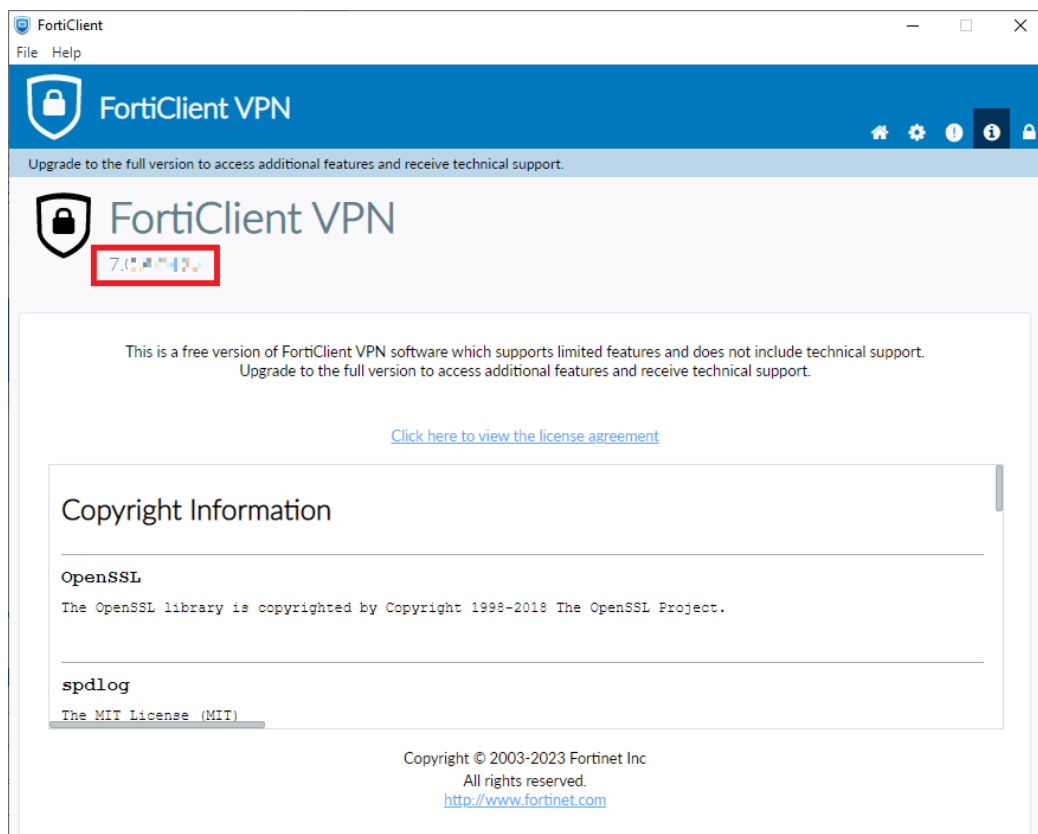 FortiClient
File Help
FortiClient VPN
Upgrade to the full version to access additional features and receive technical support.
FortiClient VPN
This is a free version of FortiClient VPN software which supports limited features and does not include technical support.
Upgrade to the full version to access additional features and receive technical support.
Click here to view the license agreement
Copyright Information
OpenSSL
The OpenSSL library is copyrighted by Copyright 1998-2018 The OpenSSL Project.
spdlog
The MIT License (MIT)
Copyright © 2003-2023 Fortinet Inc
All rights reserved.
http://www.fortinet.com